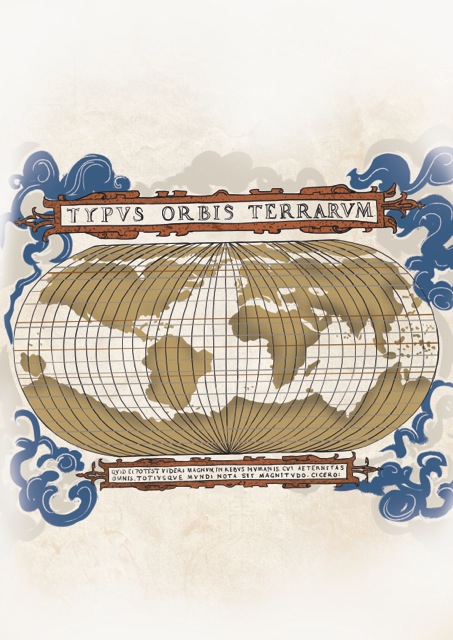 TYPVS ORBIS TERRARVM
QVID EI POTEST VIDERI MAGNVM IN REBVS HVMANIS, CVI AETERNITAS
OMNIS, TOTIVSQVE MVNDI NOTA SIT MAGNITVDO. CICERO: